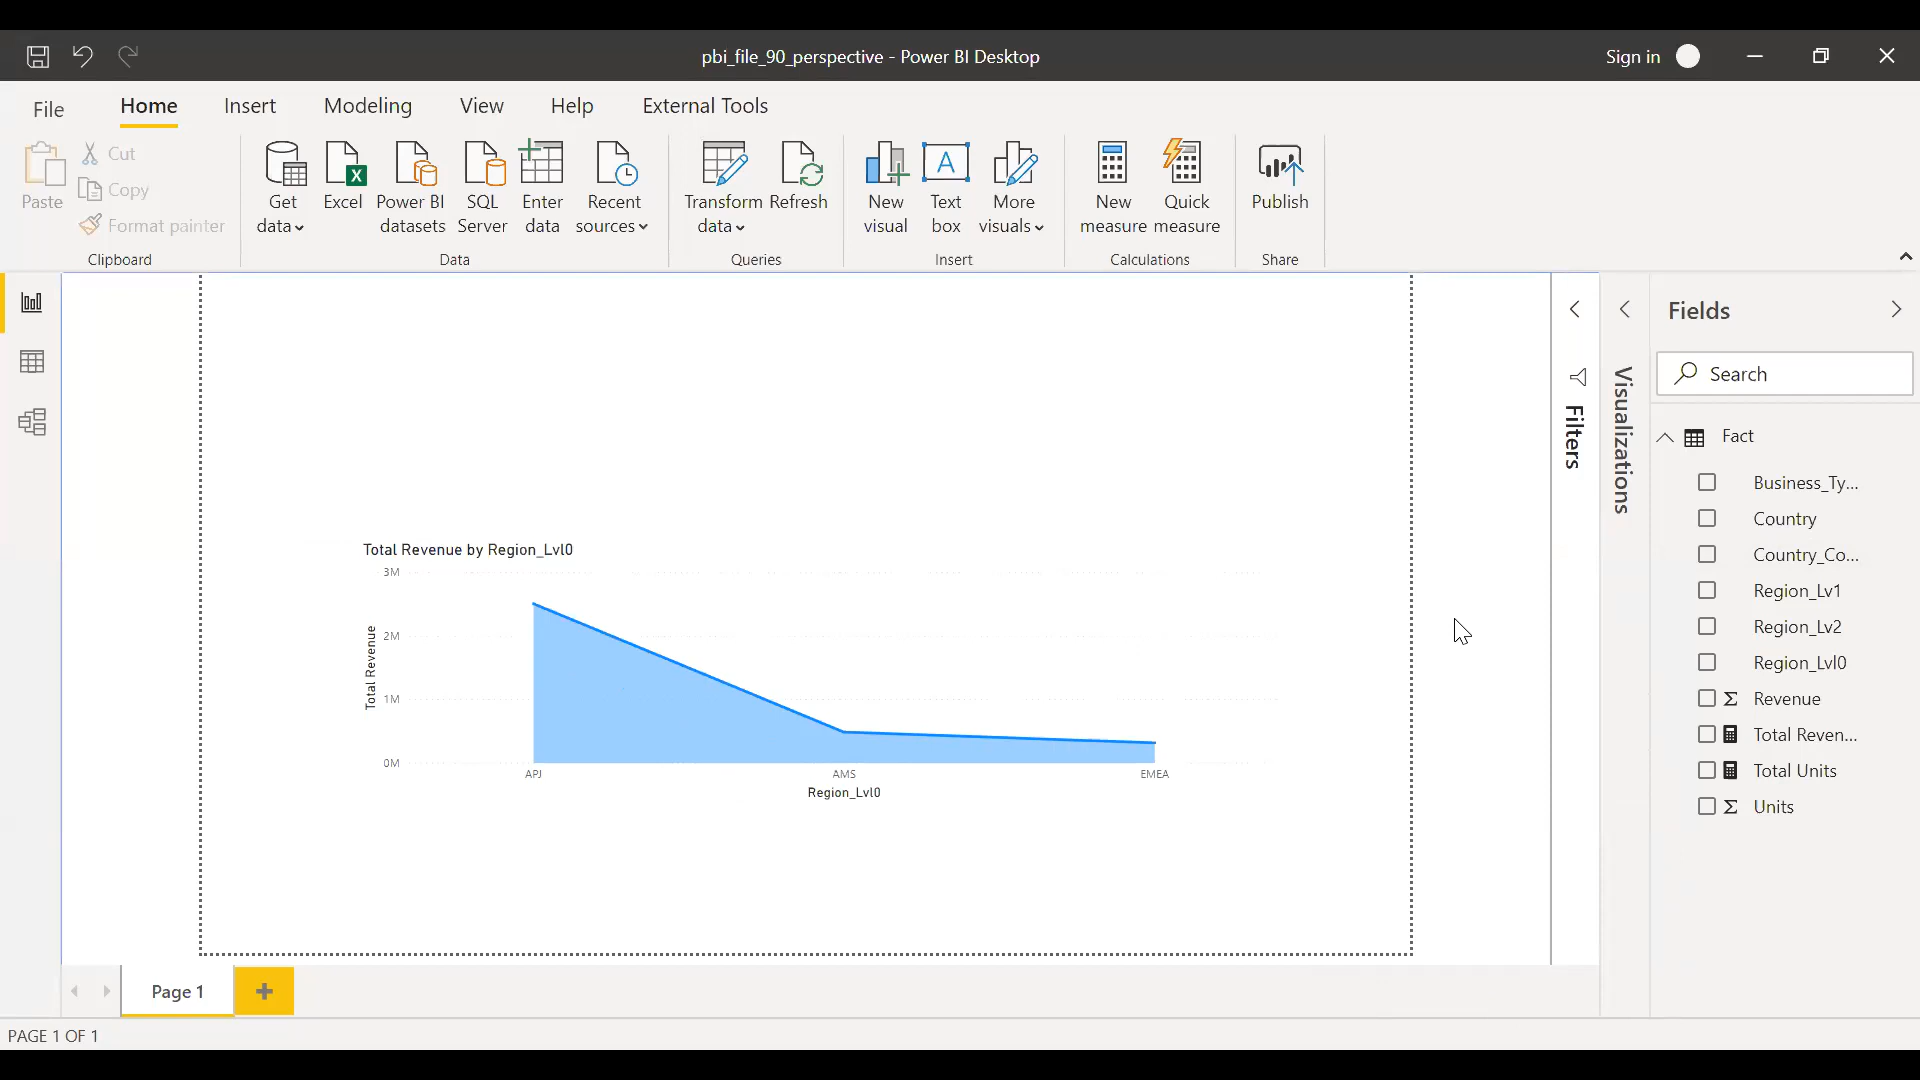 pbi_file_90_perspective - Power BI Desktop
Sign in
File
Home
Insert
Modeling
View
Help
External Tools
Paste
Cut
Copy
Format painter
Clipboard
Get
data
Excel
Power BI
datasets
SQL
Server
Enter
data
Recent
sources
Data
Transform
data
Refresh
Queries
New
visual
A
Text
box
More
visuals
Insert
New
measure
Quick
measure
Calculations
Publish
Share
Total Revenue by Region_Lvl0
3M
2M
1M
0M
Total Revenue
APJ
AMS
EMEA
Region_Lvl0
Filters
Visualizations
Fields
Search
Fact
Business_Ty...
Country
Country_Co...
Region_Lv1
Region_Lv2
Region_Lvl0
Σ Revenue
Total Reven...
Total Units
Σ Units
Page 1
PAGE 1 OF 1